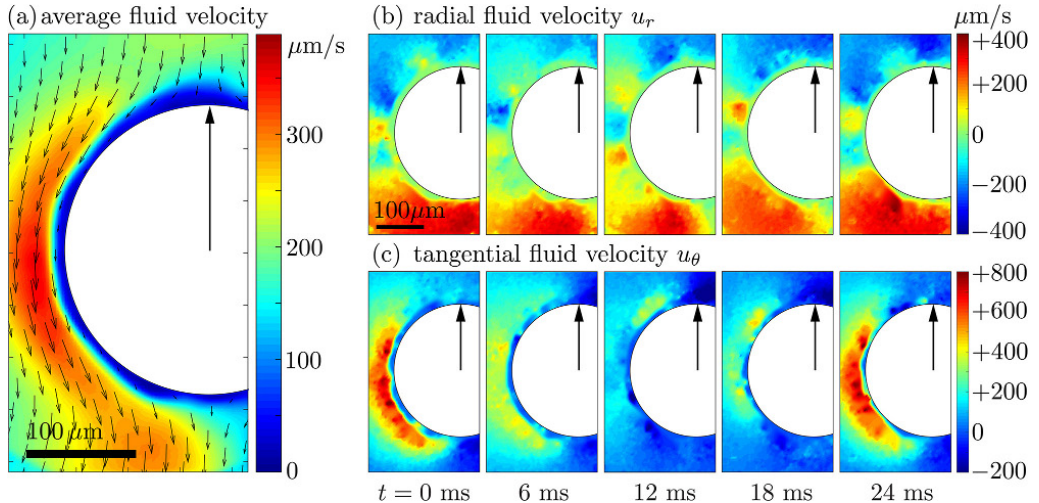 (a) average fluid velocity
μm/s
300
200
100
0
100 μm
(b) radial fluid velocity u_r
μm/s
+400
+200
0
−200
−400
100μm
(c) tangential fluid velocity u_θ
+800
+600
+400
+200
0
−200
t = 0 ms
6 ms
12 ms
18 ms
24 ms